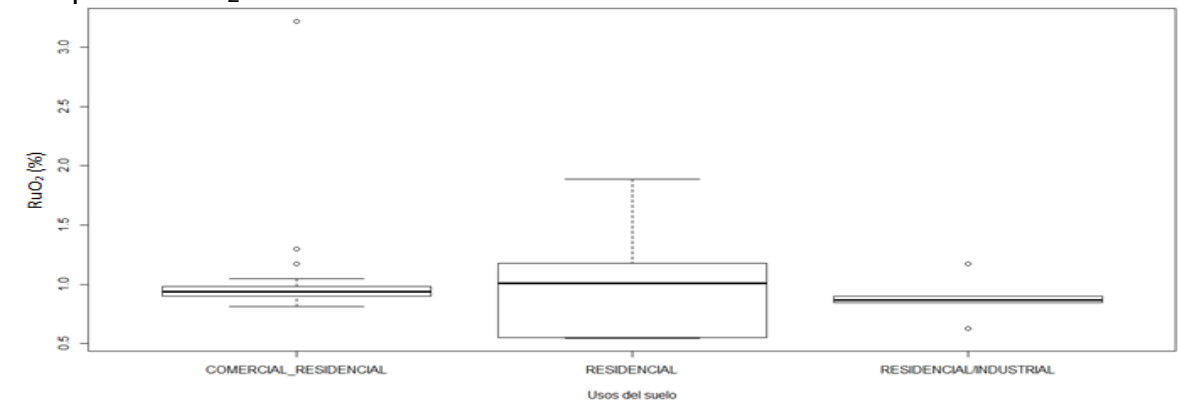 RuO₂ (%)
3.0
2.5
2.0
1.5
1.0
0.5
COMERCIAL_RESIDENCIAL RESIDENCIAL RESIDENCIAL/INDUSTRIAL
Usos del suelo